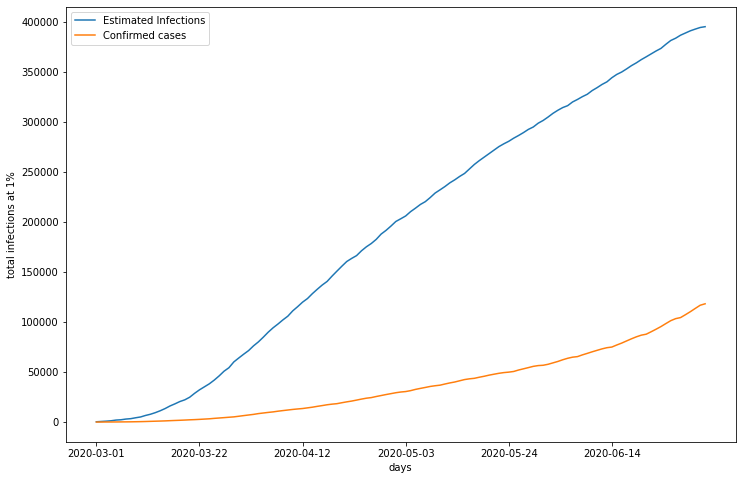 Estimated Infections
Confirmed cases
400000
350000
300000
250000
200000
150000
100000
50000
0
total infections at 1%
2020-03-01 2020-03-22 2020-04-12 2020-05-03 2020-05-24 2020-06-14
days